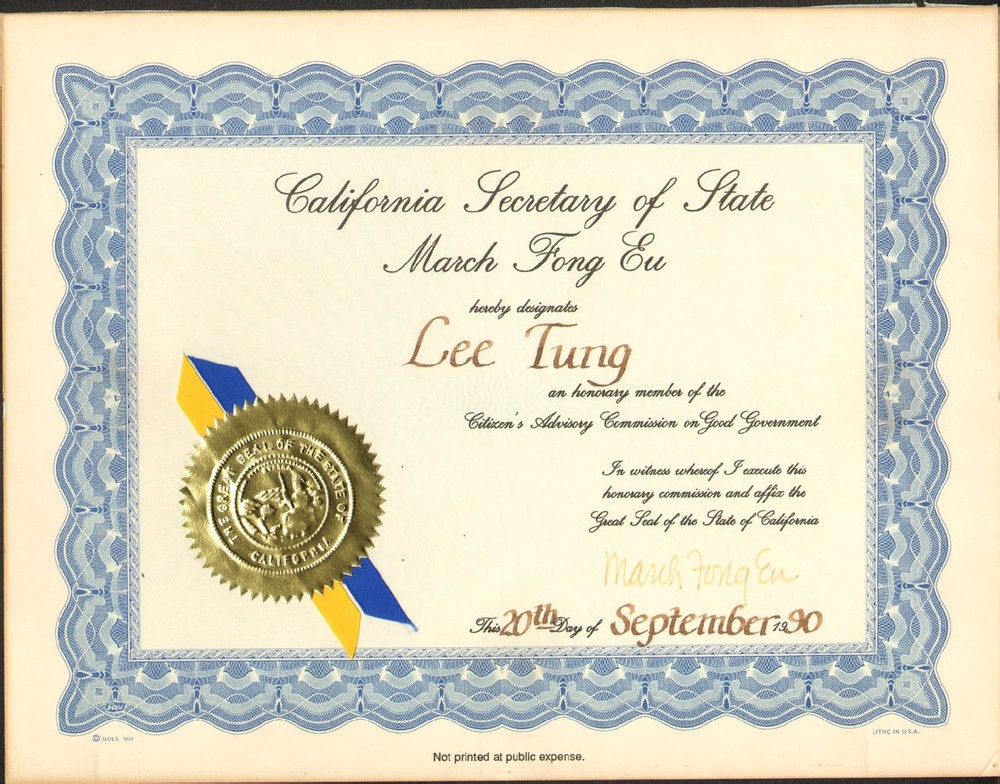 California Secretary of State
March Fong Eu
hereby designates
Lee Tung
an honorary member of the
Citizen's Advisory Commission on Good Government
In witness whereof I execute this
honorary commission and affix the
Great Seal of the State of California
March Fong Eu
This 20th Day of September 1990
THE GREAT SEAL OF THE STATE OF CALIFORNIA
EUREKA
Goes
© GOES
LITHO IN U.S.A.
Not printed at public expense.